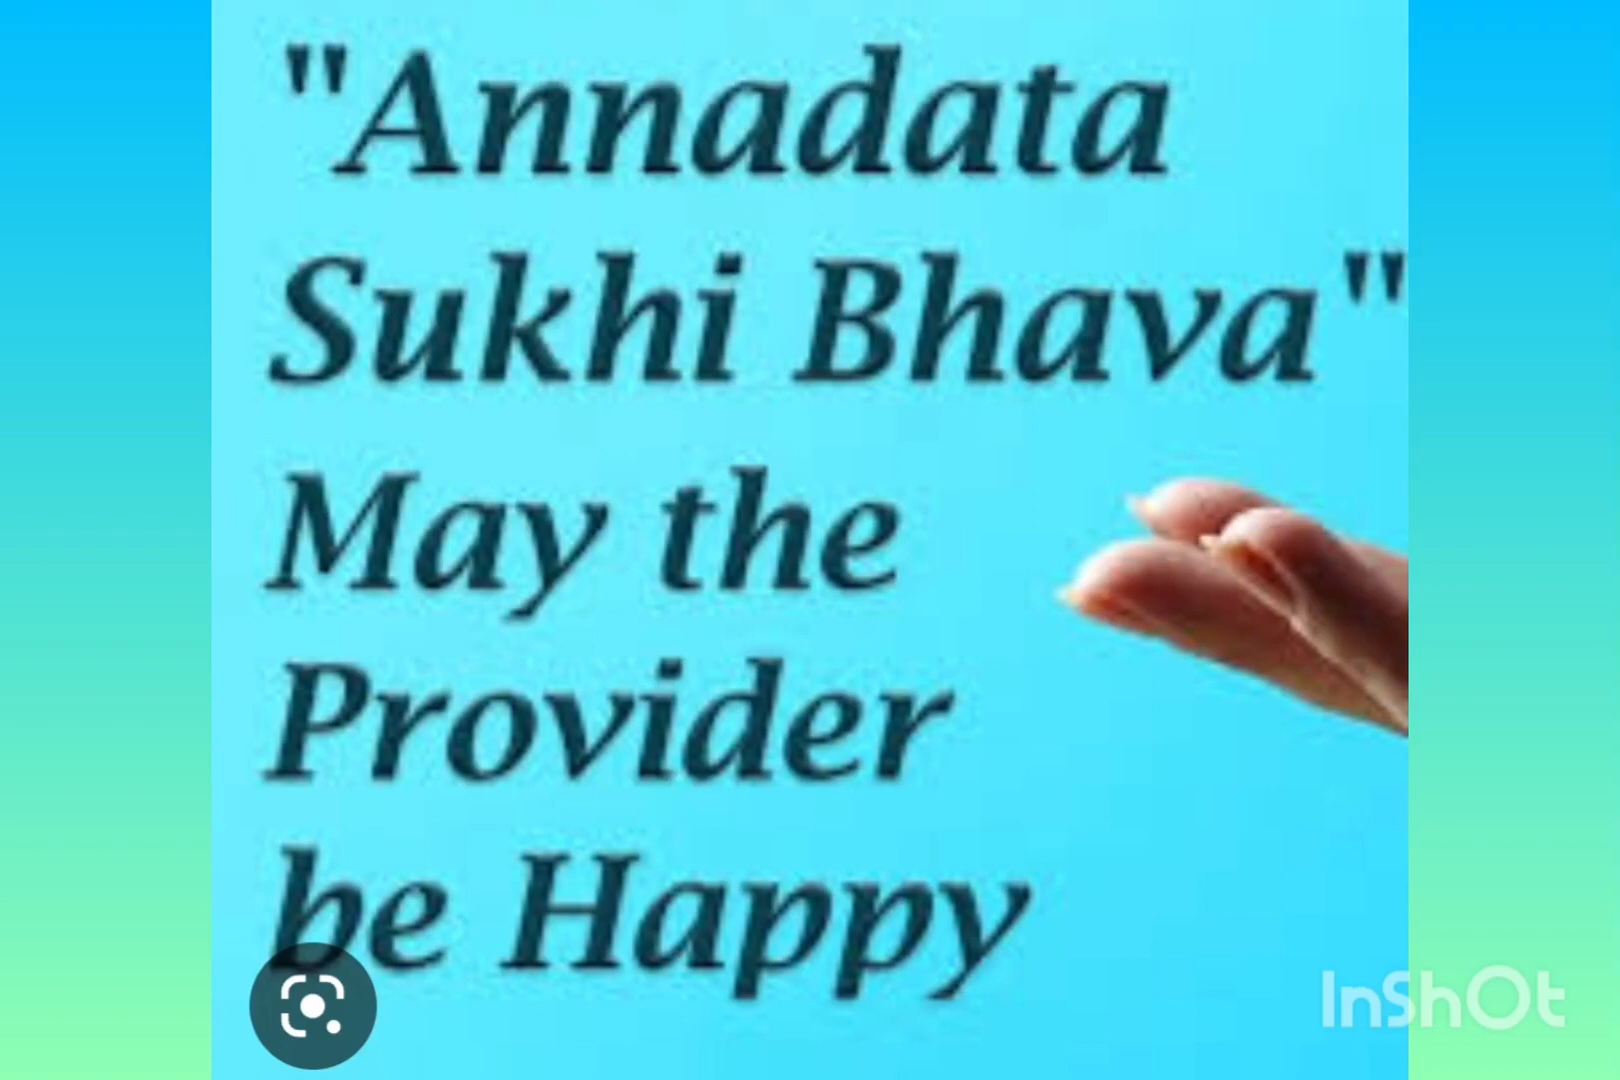 "Annadata
Sukhi Bhava"
May the
Provider
be Happy
InShOt